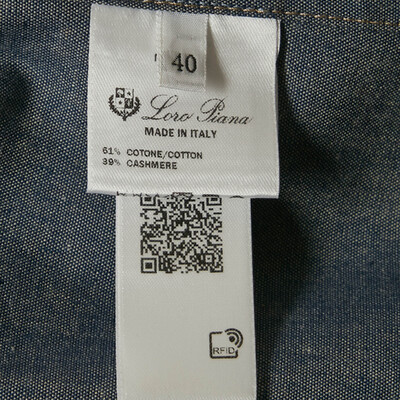 40
Loro Piana
MADE IN ITALY
61% COTONE/COTTON
39% CASHMERE
RFID